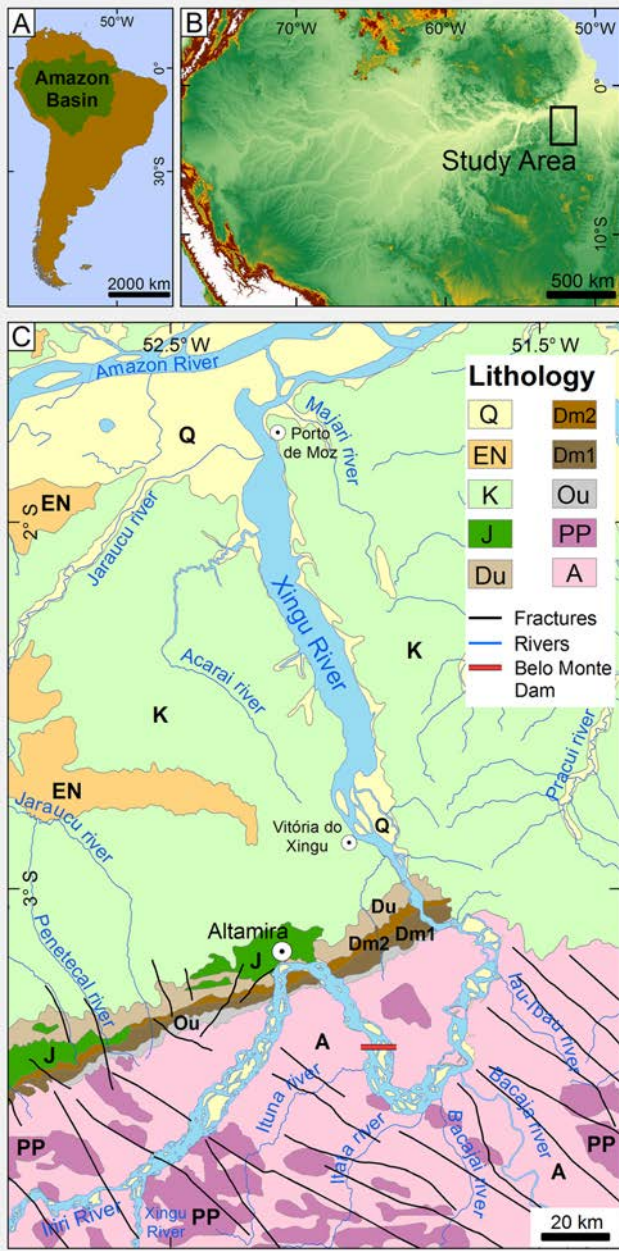 A
50°W
Amazon
Basin
0°
30°S
2000 km
B
70°W
60°W
50°W
0°
Study Area
10°S
500 km
C
52.5° W
51.5° W
Amazon River
Majari river
Q
Porto
de Moz
EN
2° S
Jaraucu river
Xingu River
K
Acarai river
K
EN
Jaraucu river
Pracui river
Vitória do
Xingu
Q
3° S
Penetecal river
Altamira
Du
Dm2
Dm1
J
Ou
J
A
Ituna river
Itata river
Bacajai river
Bacaja river
PP
PP
A
PP
Iriri River
Xingu
River
20 km
Lithology
Q
Dm2
EN
Dm1
K
Ou
J
PP
Du
A
Fractures
Rivers
Belo Monte
Dam